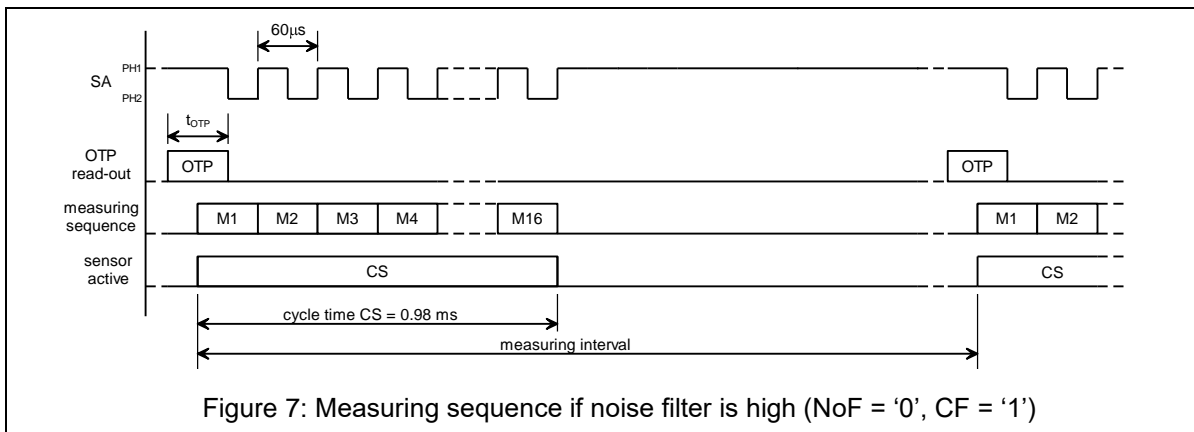 60μs
SA
PH1
PH2
tOTP
OTP
read-out
OTP
OTP
measuring
sequence
M1
M2
M3
M4
M16
M1
M2
sensor
active
CS
CS
cycle time CS = 0.98 ms
measuring interval
Figure 7: Measuring sequence if noise filter is high (NoF = ‘0’, CF = ‘1’)